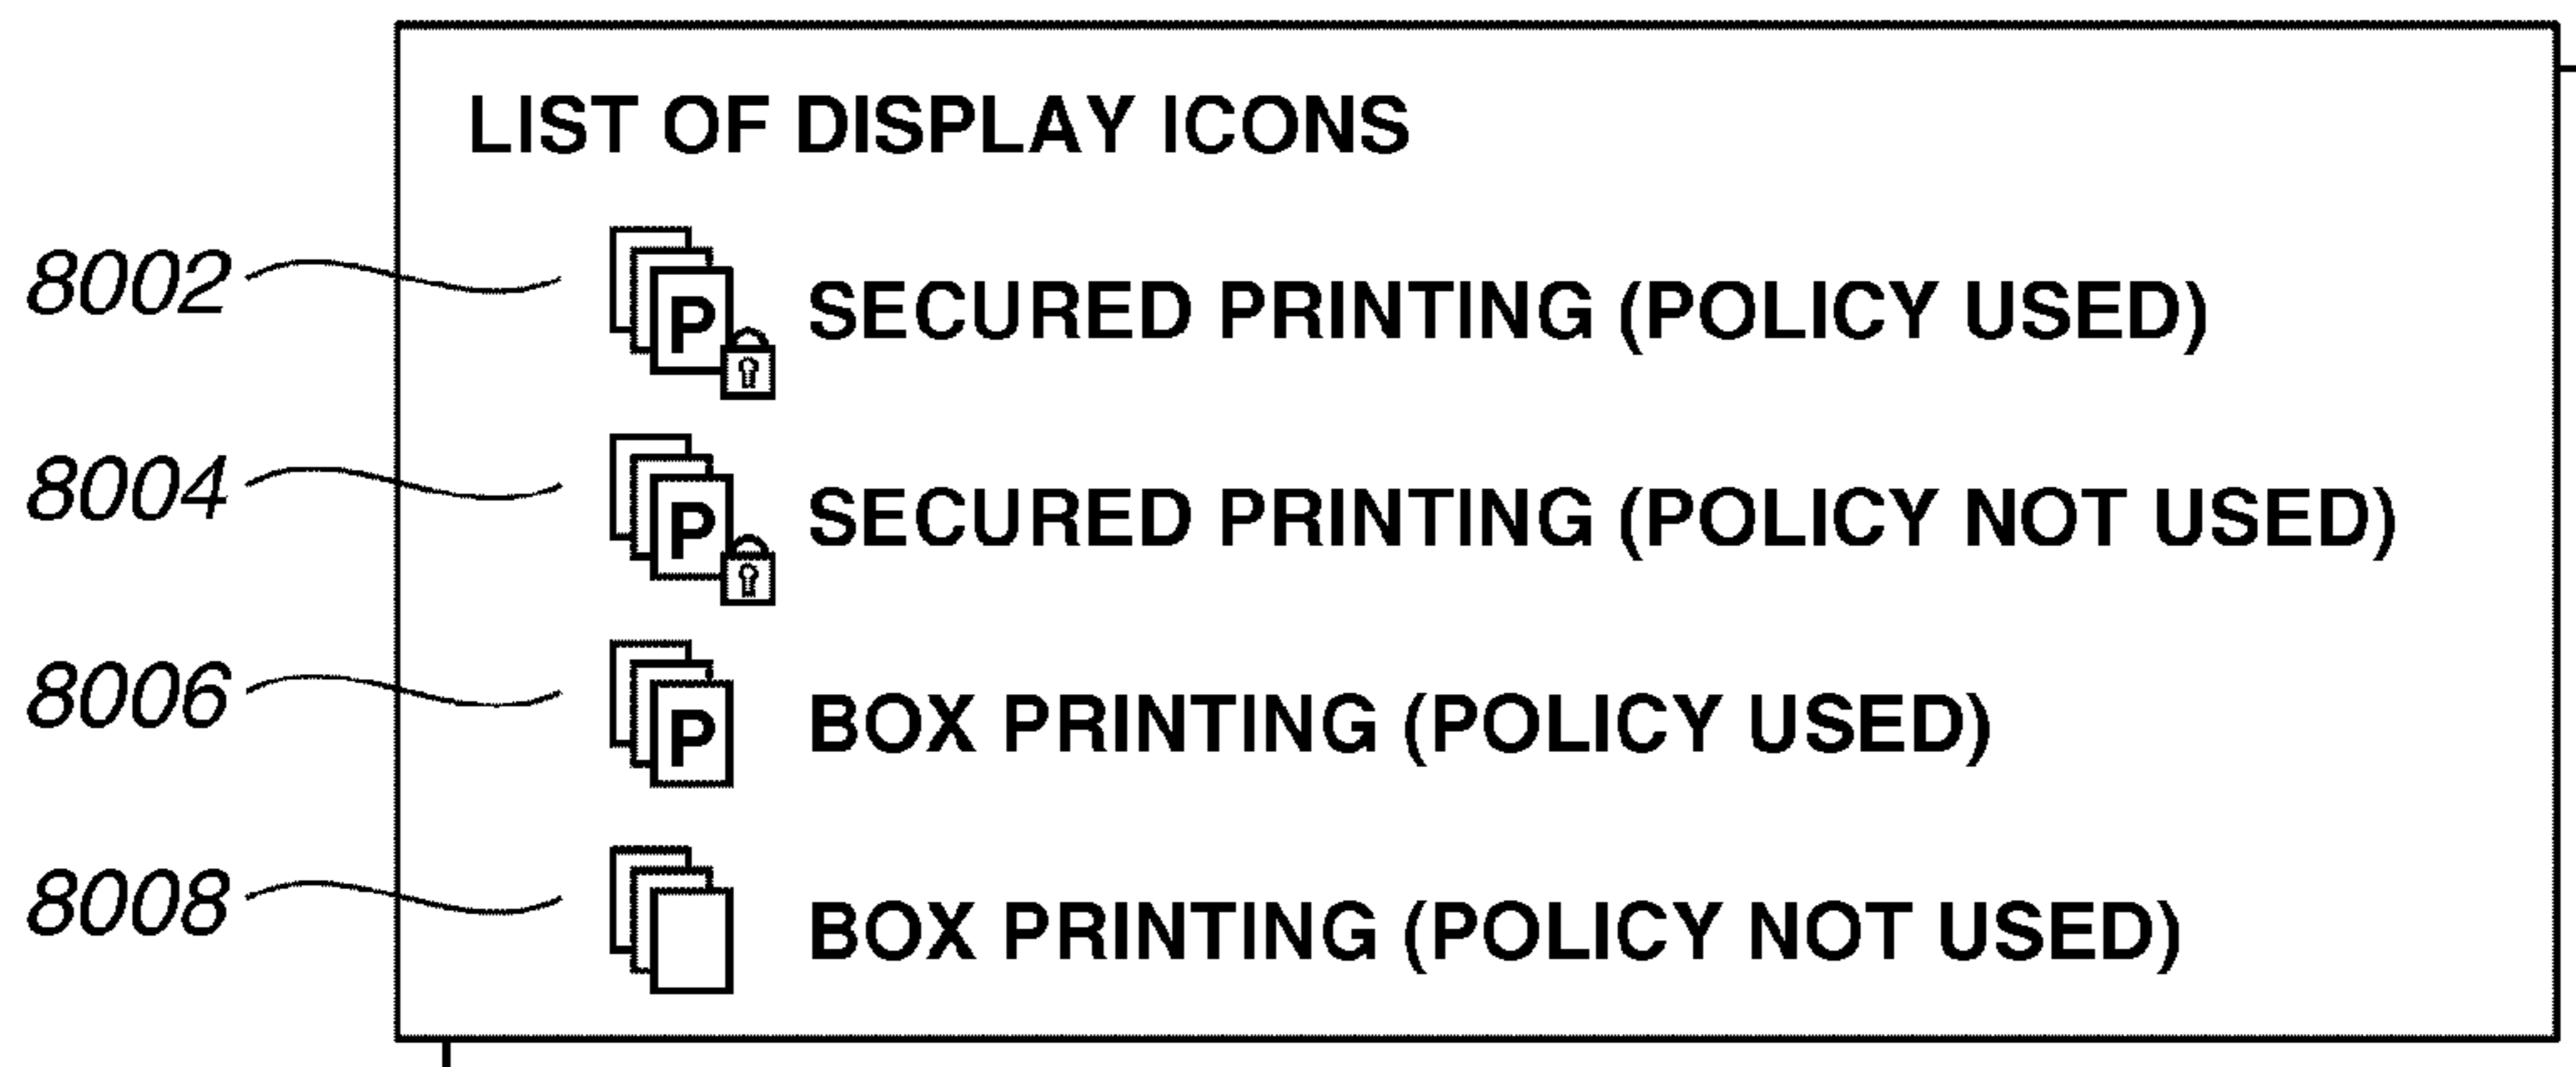 LIST OF DISPLAY ICONS
8002 P SECURED PRINTING (POLICY USED)
8004 P SECURED PRINTING (POLICY NOT USED)
8006 P BOX PRINTING (POLICY USED)
8008 BOX PRINTING (POLICY NOT USED)